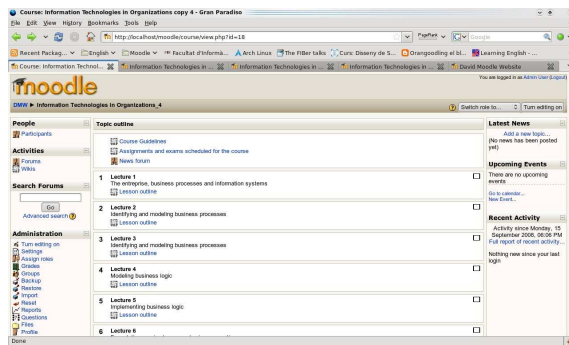 Course: Information Technologies in Organizations copy 4 - Gran Paradiso
File Edit View History Bookmarks Tools Help
http://localhost/moodle/course/view.php?id=18
PageRank
Google
Recent Packag...
English
Moodle
Facultat d'Informà...
Arch Linux
The FIBer talks
Curs: Disseny de S...
Orangoodling el bl...
Learning English - ...
Course: Information Technol...
Information Technologies in ...
Information Technologies in ...
Information Technologies in ...
David Moodle Website
moodle
You are logged in as Admin User (Logout)
DMW ► Information Technologies in Organizations_4
Switch role to...
Turn editing on
People
Participants
Activities
Forums
Wikis
Search Forums
Go
Advanced search
Administration
Turn editing on
Settings
Assign roles
Grades
Groups
Backup
Restore
Import
Reset
Reports
Questions
Files
Profile
Topic outline
Course Guidelines
Assignments and exams scheduled for the course
News forum
1 Lecture 1
The entreprise, business processes and information systems
Lesson outline
2 Lecture 2
Identifying and modeling business processes
Lesson outline
3 Lecture 3
Identifying and modeling business processes
Lesson outline
4 Lecture 4
Modeling business logic
Lesson outline
5 Lecture 5
Implementing business logic
Lesson outline
6 Lecture 6
Latest News
Add a new topic...
(No news has been posted
yet)
Upcoming Events
There are no upcoming
events
Go to calendar...
New Event...
Recent Activity
Activity since Monday, 15
September 2008, 06:06 PM
Full report of recent activity...
Nothing new since your last
login
Done